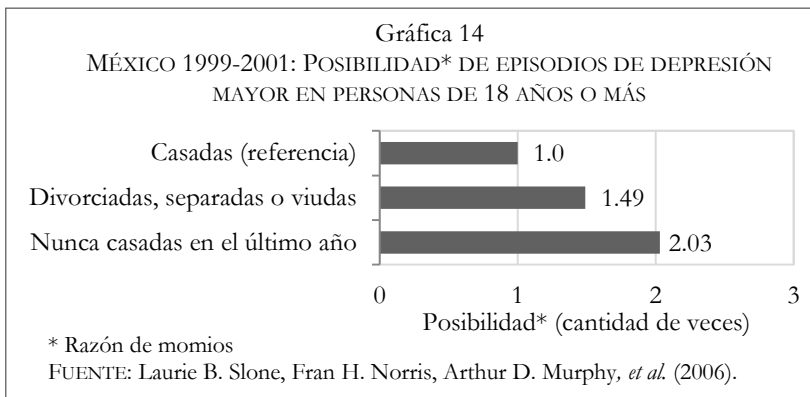 Gráfica 14
MÉXICO 1999-2001: POSIBILIDAD* DE EPISODIOS DE DEPRESIÓN
MAYOR EN PERSONAS DE 18 AÑOS O MÁS
Casadas (referencia) 1.0
Divorciadas, separadas o viudas 1.49
Nunca casadas en el último año 2.03
0 1 2 3
Posibilidad* (cantidad de veces)
* Razón de momios
FUENTE: Laurie B. Slone, Fran H. Norris, Arthur D. Murphy, et al. (2006).